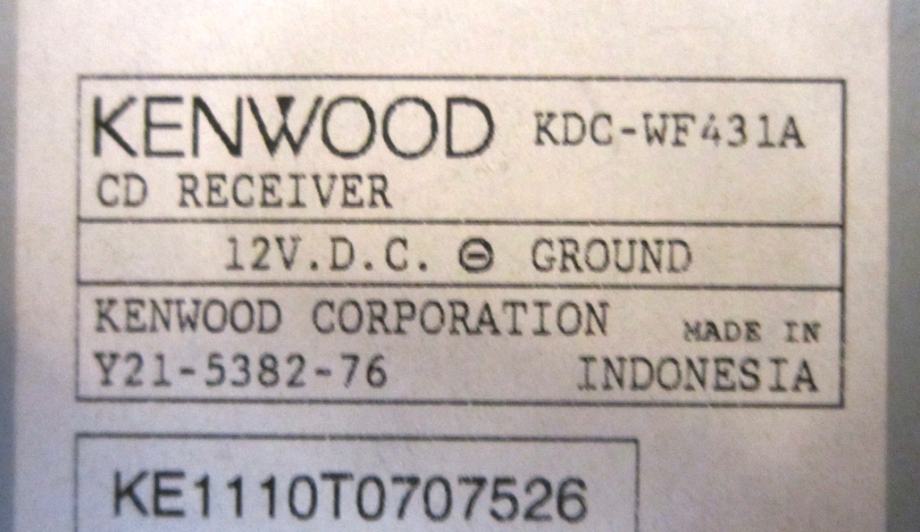 KENWOOD KDC-WF431A
CD RECEIVER
12V.D.C. ⊖ GROUND
KENWOOD CORPORATION MADE IN
Y21-5382-76 INDONESIA
KE1110T0707526